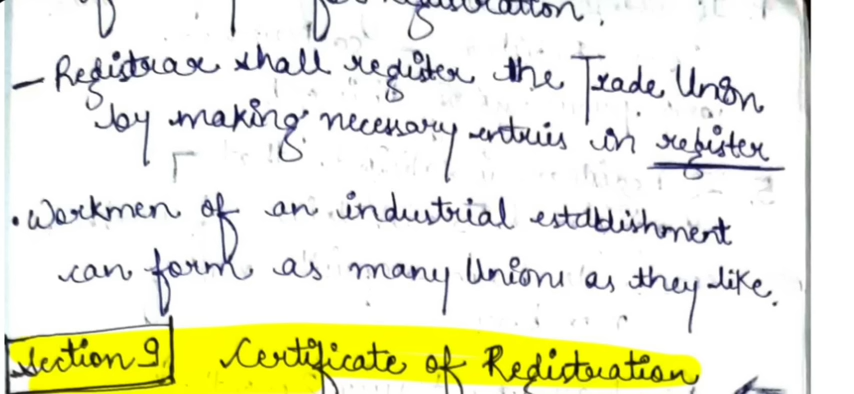 - Registrar shall register the Trade Union
by making necessary entries in register
• Workmen of an industrial establishment
can form as many Unions as they like.
Section 9 Certificate of Registration